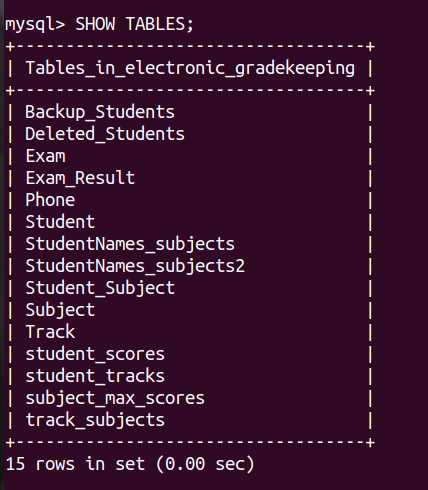 mysql> SHOW TABLES;
+---------------------------------+
| Tables_in_electronic_gradekeeping |
+---------------------------------+
| Backup_Students |
| Deleted_Students |
| Exam |
| Exam_Result |
| Phone |
| Student |
| StudentNames_subjects |
| StudentNames_subjects2 |
| Student_Subject |
| Subject |
| Track |
| student_scores |
| student_tracks |
| subject_max_scores |
| track_subjects |
+---------------------------------+
15 rows in set (0.00 sec)